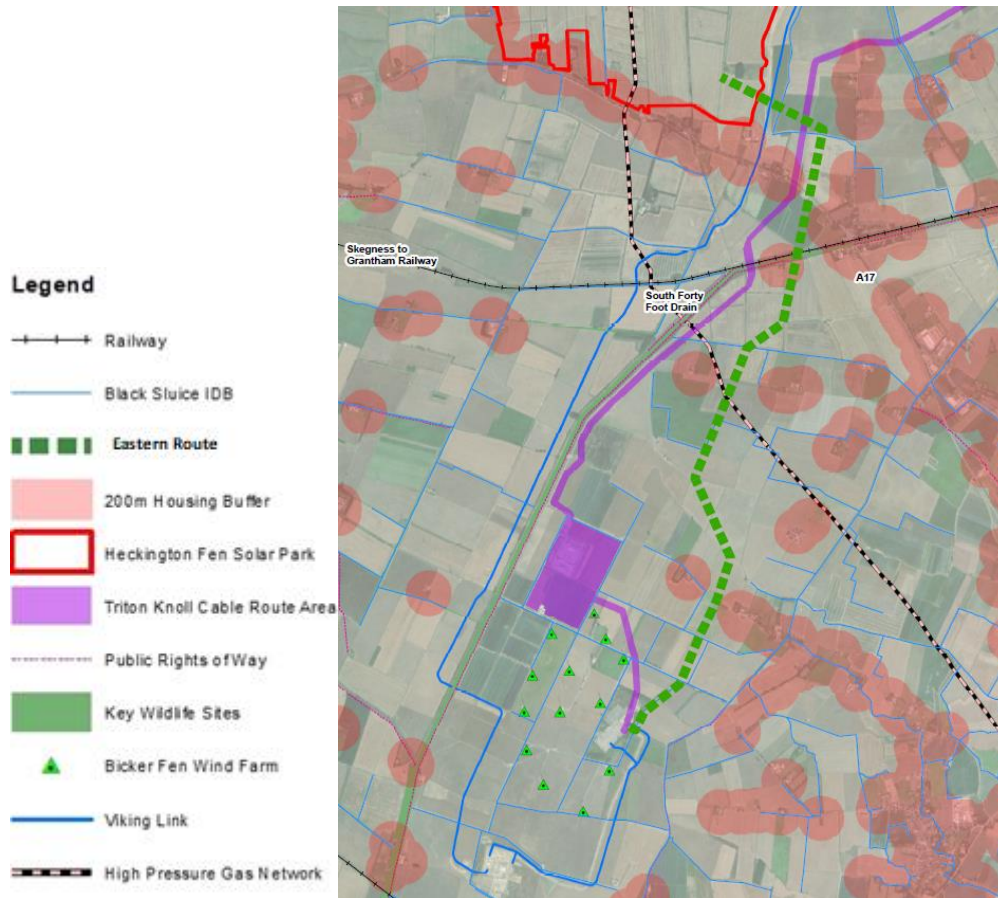 Legend
Railway
Black Sluice IDB
Eastern Route
200m Housing Buffer
Heckington Fen Solar Park
Triton Knoll Cable Route Area
Public Rights of Way
Key Wildlife Sites
Bicker Fen Wind Farm
Viking Link
High Pressure Gas Network
Skegness to
Grantham Railway
South Forty
Foot Drain
A17